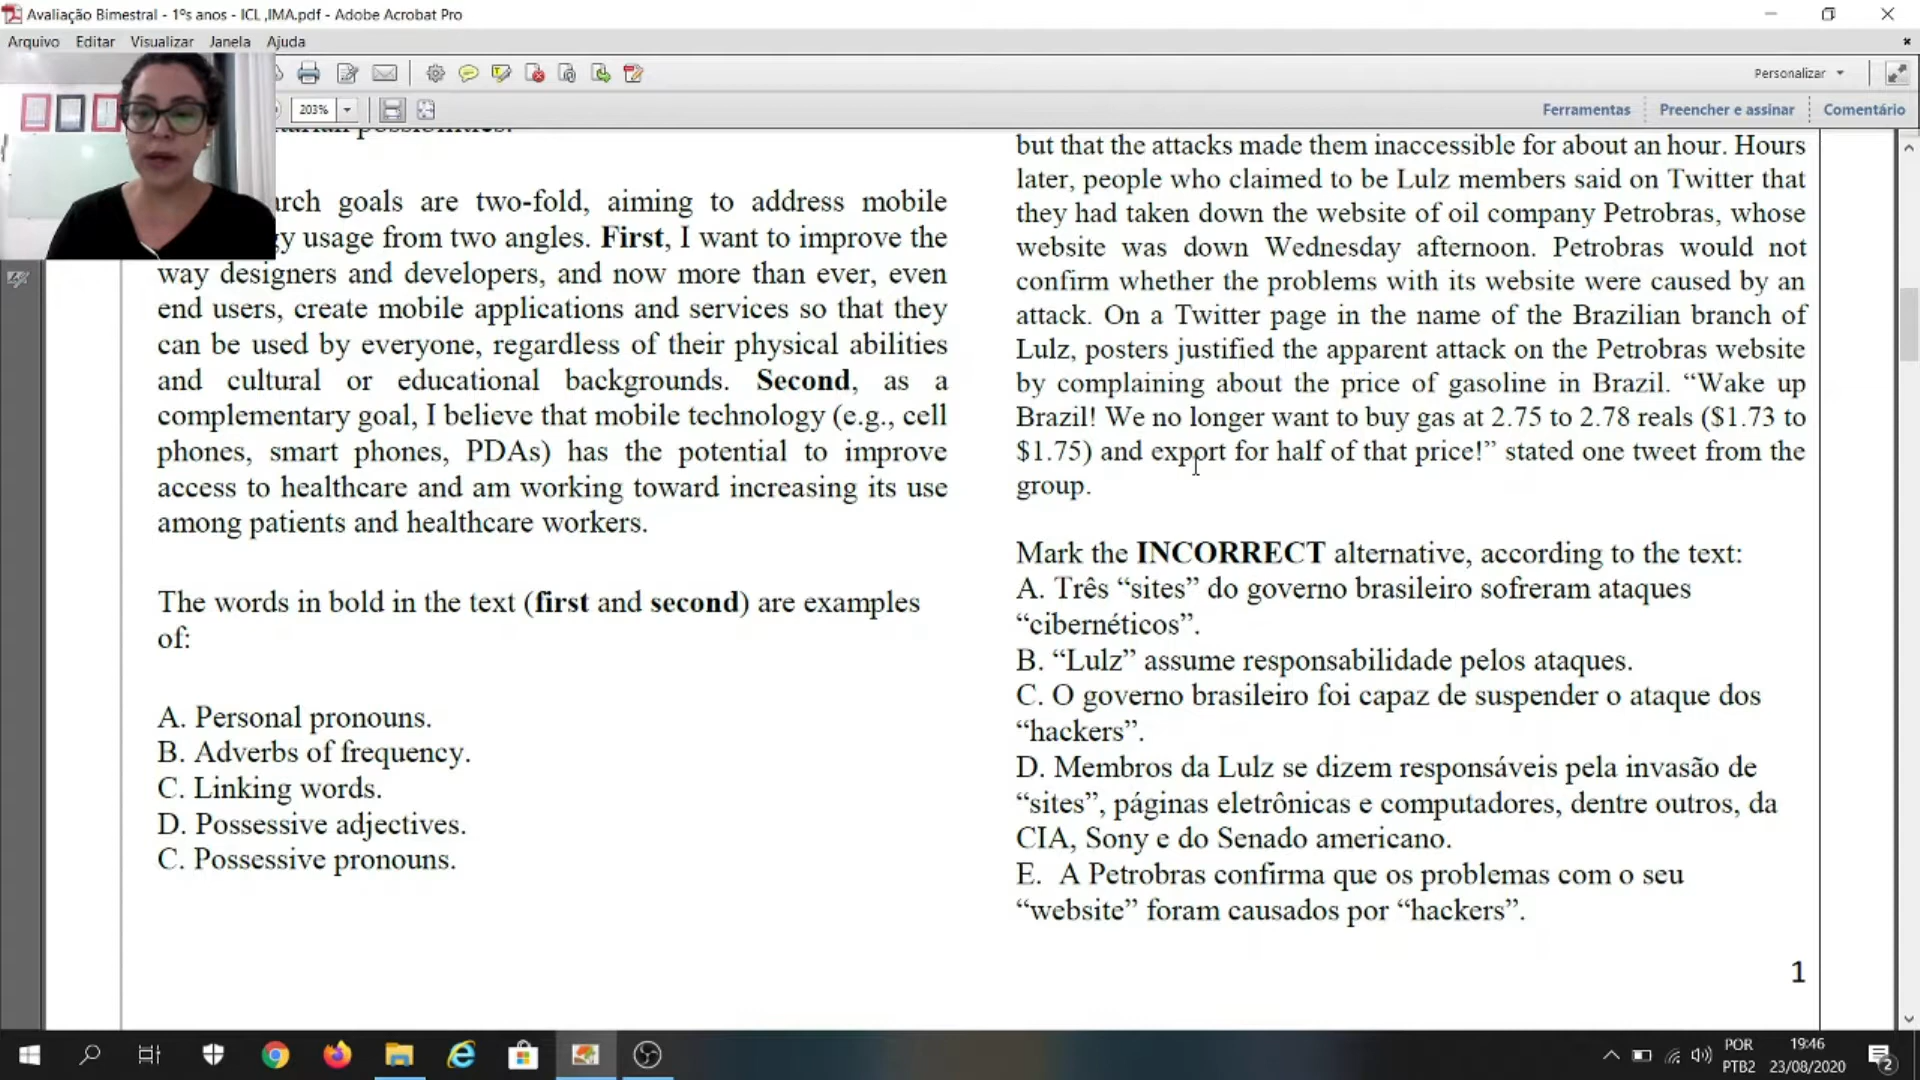 Avaliação Bimestral - 1ºs anos - ICL ,IMA.pdf - Adobe Acrobat Pro
Arquivo Editar Visualizar Janela Ajuda
Personalizar
203%
Ferramentas Preencher e assinar Comentário
possibilities.
goals are two-fold, aiming to address mobile
usage from two angles. First, I want to improve the
way designers and developers, and now more than ever, even
end users, create mobile applications and services so that they
can be used by everyone, regardless of their physical abilities
and cultural or educational backgrounds. Second, as a
complementary goal, I believe that mobile technology (e.g., cell
phones, smart phones, PDAs) has the potential to improve
access to healthcare and am working toward increasing its use
among patients and healthcare workers.
The words in bold in the text (first and second) are examples
of:
A. Personal pronouns.
B. Adverbs of frequency.
C. Linking words.
D. Possessive adjectives.
C. Possessive pronouns.
but that the attacks made them inaccessible for about an hour. Hours
later, people who claimed to be Lulz members said on Twitter that
they had taken down the website of oil company Petrobras, whose
website was down Wednesday afternoon. Petrobras would not
confirm whether the problems with its website were caused by an
attack. On a Twitter page in the name of the Brazilian branch of
Lulz, posters justified the apparent attack on the Petrobras website
by complaining about the price of gasoline in Brazil. “Wake up
Brazil! We no longer want to buy gas at 2.75 to 2.78 reals ($1.73 to
$1.75) and export for half of that price!” stated one tweet from the
group.
Mark the INCORRECT alternative, according to the text:
A. Três “sites” do governo brasileiro sofreram ataques
“cibernéticos”.
B. “Lulz” assume responsabilidade pelos ataques.
C. O governo brasileiro foi capaz de suspender o ataque dos
“hackers”.
D. Membros da Lulz se dizem responsáveis pela invasão de
“sites”, páginas eletrônicas e computadores, dentre outros, da
CIA, Sony e do Senado americano.
E. A Petrobras confirma que os problemas com o seu
“website” foram causados por “hackers”.
1
POR
PTB2
19:46
23/08/2020
2